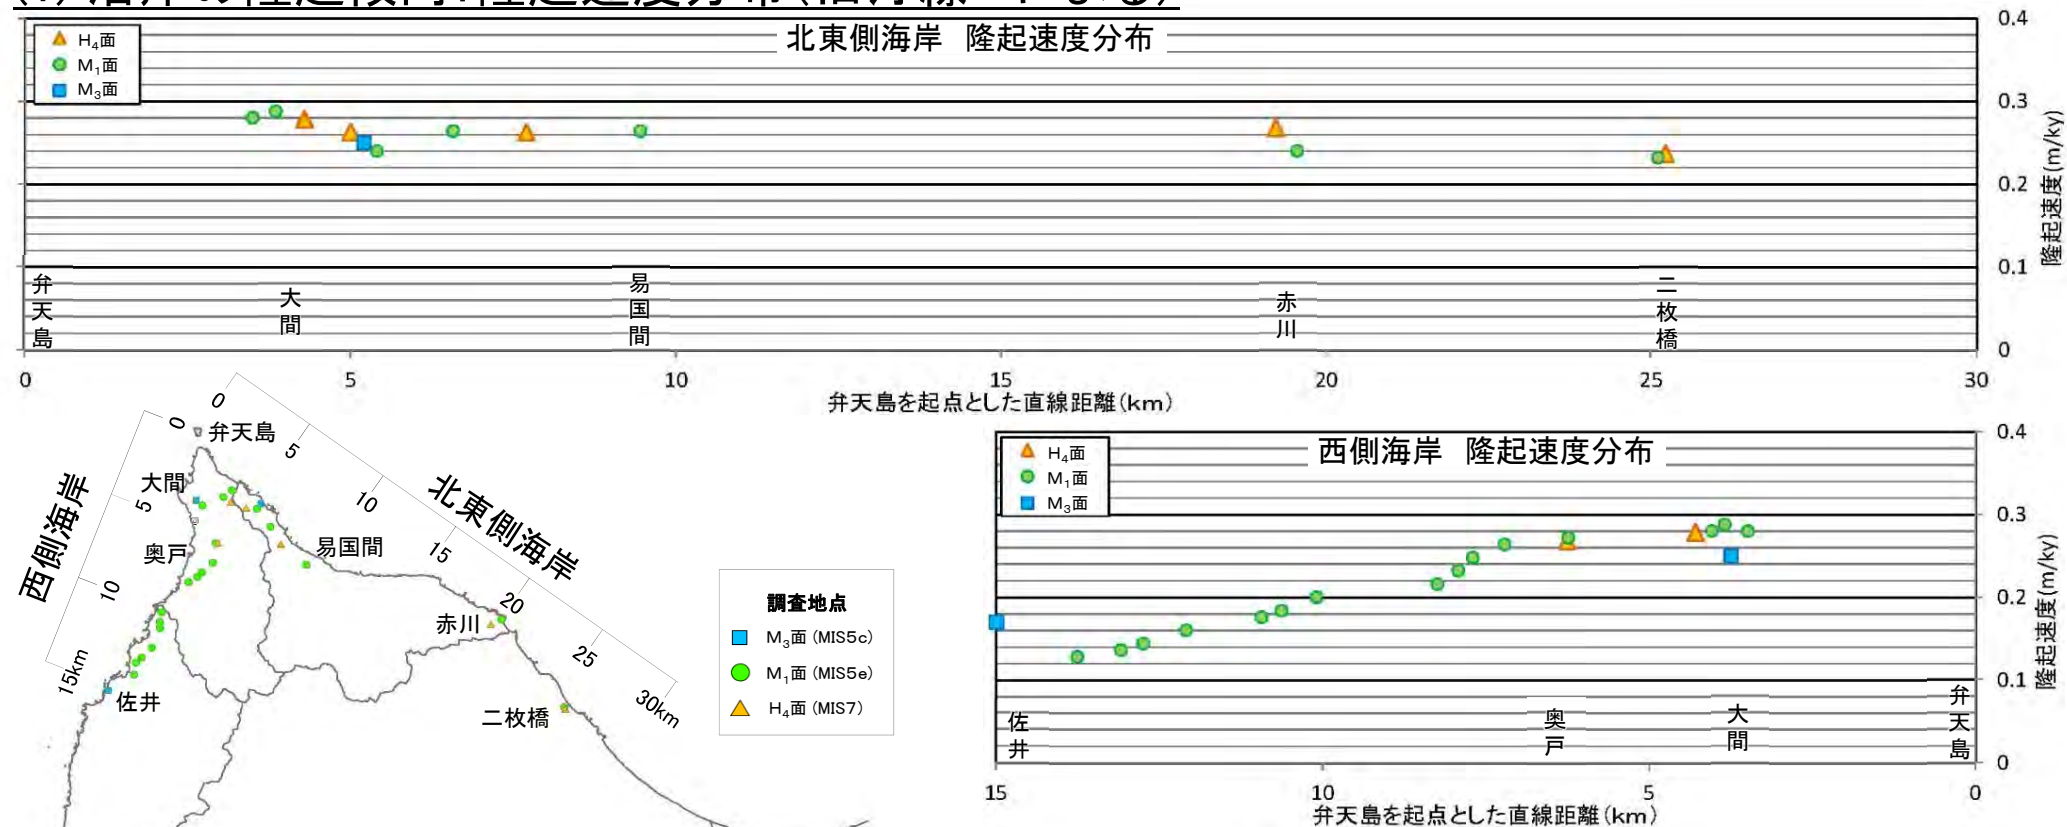 北東側海岸 隆起速度分布
H₄面
M₁面
M₃面
0.4
0.3
0.2
0.1
0
隆起速度(m/ky)
弁天島
大間
易国間
赤川
二枚橋
0 5 10 15 20 25 30
弁天島を起点とした直線距離(km)
0 5 10 15 20 25 30km
0 5 10 15km
弁天島
大間
奥戸
易国間
赤川
佐井
二枚橋
西側海岸
北東側海岸
調査地点
M₃面(MIS5c)
M₁面(MIS5e)
H₄面(MIS7)
西側海岸 隆起速度分布
H₄面
M₁面
M₃面
0.4
0.3
0.2
0.1
0
隆起速度(m/ky)
佐井
奥戸
大間
弁天島
15 10 5 0
弁天島を起点とした直線距離(km)